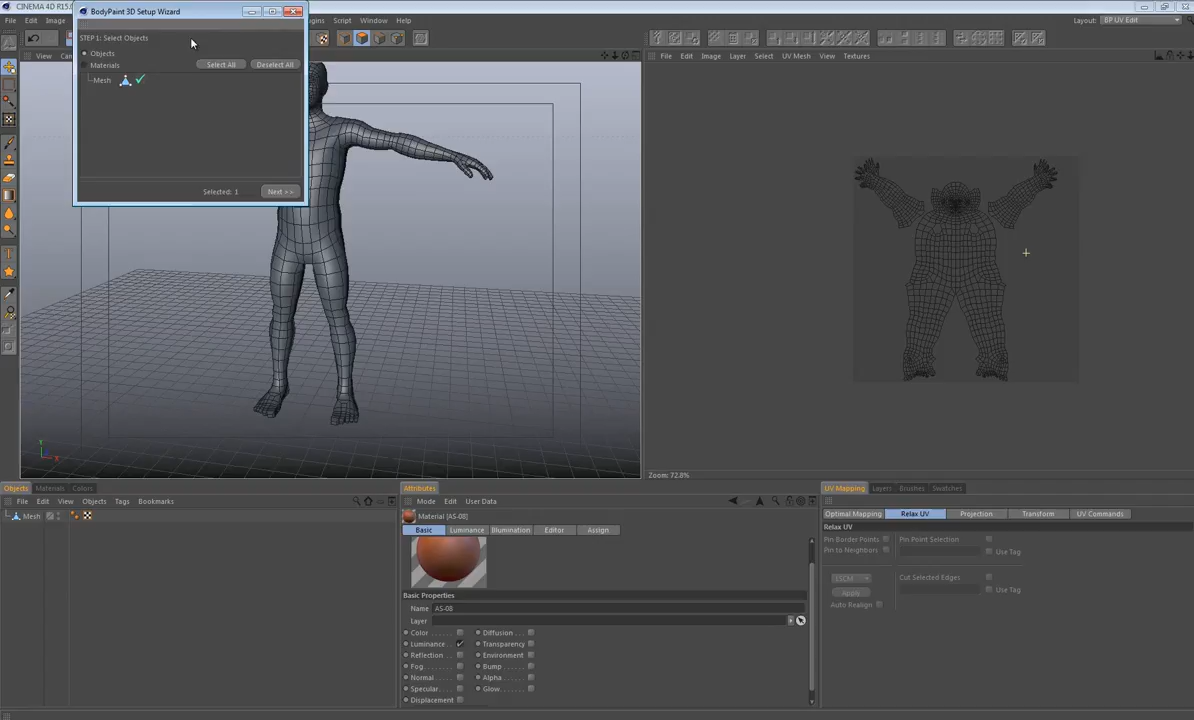 CINEMA 4D R15.0
BodyPaint 3D Setup Wizard
File Edit Image
Script Window Help
Layout: BP UV Edit
STEP 1: Select Objects
Objects
Materials
Select All
Deselect All
Mesh
Selected: 1
Next >>
View
File Edit Image Layer Select UV Mesh View Textures
Zoom: 72.8%
Objects Materials Colors
File Edit View Objects Tags Bookmarks
Mesh
Attributes
Mode Edit User Data
Material [AS-08]
Basic Luminance Illumination Editor Assign
Basic Properties
Name AS-08
Layer
Color
Diffusion
Luminance
Transparency
Reflection
Environment
Fog
Bump
Normal
Alpha
Specular
Glow
Displacement
UV Mapping Layers Brushes Swatches
Optimal Mapping Relax UV Projection Transform UV Commands
Relax UV
Pin Border Points
Pin Point Selection
Pin to Neighbors
Use Tag
LSCM
Cut Selected Edges
Apply
Use Tag
Auto Realign
Y
X